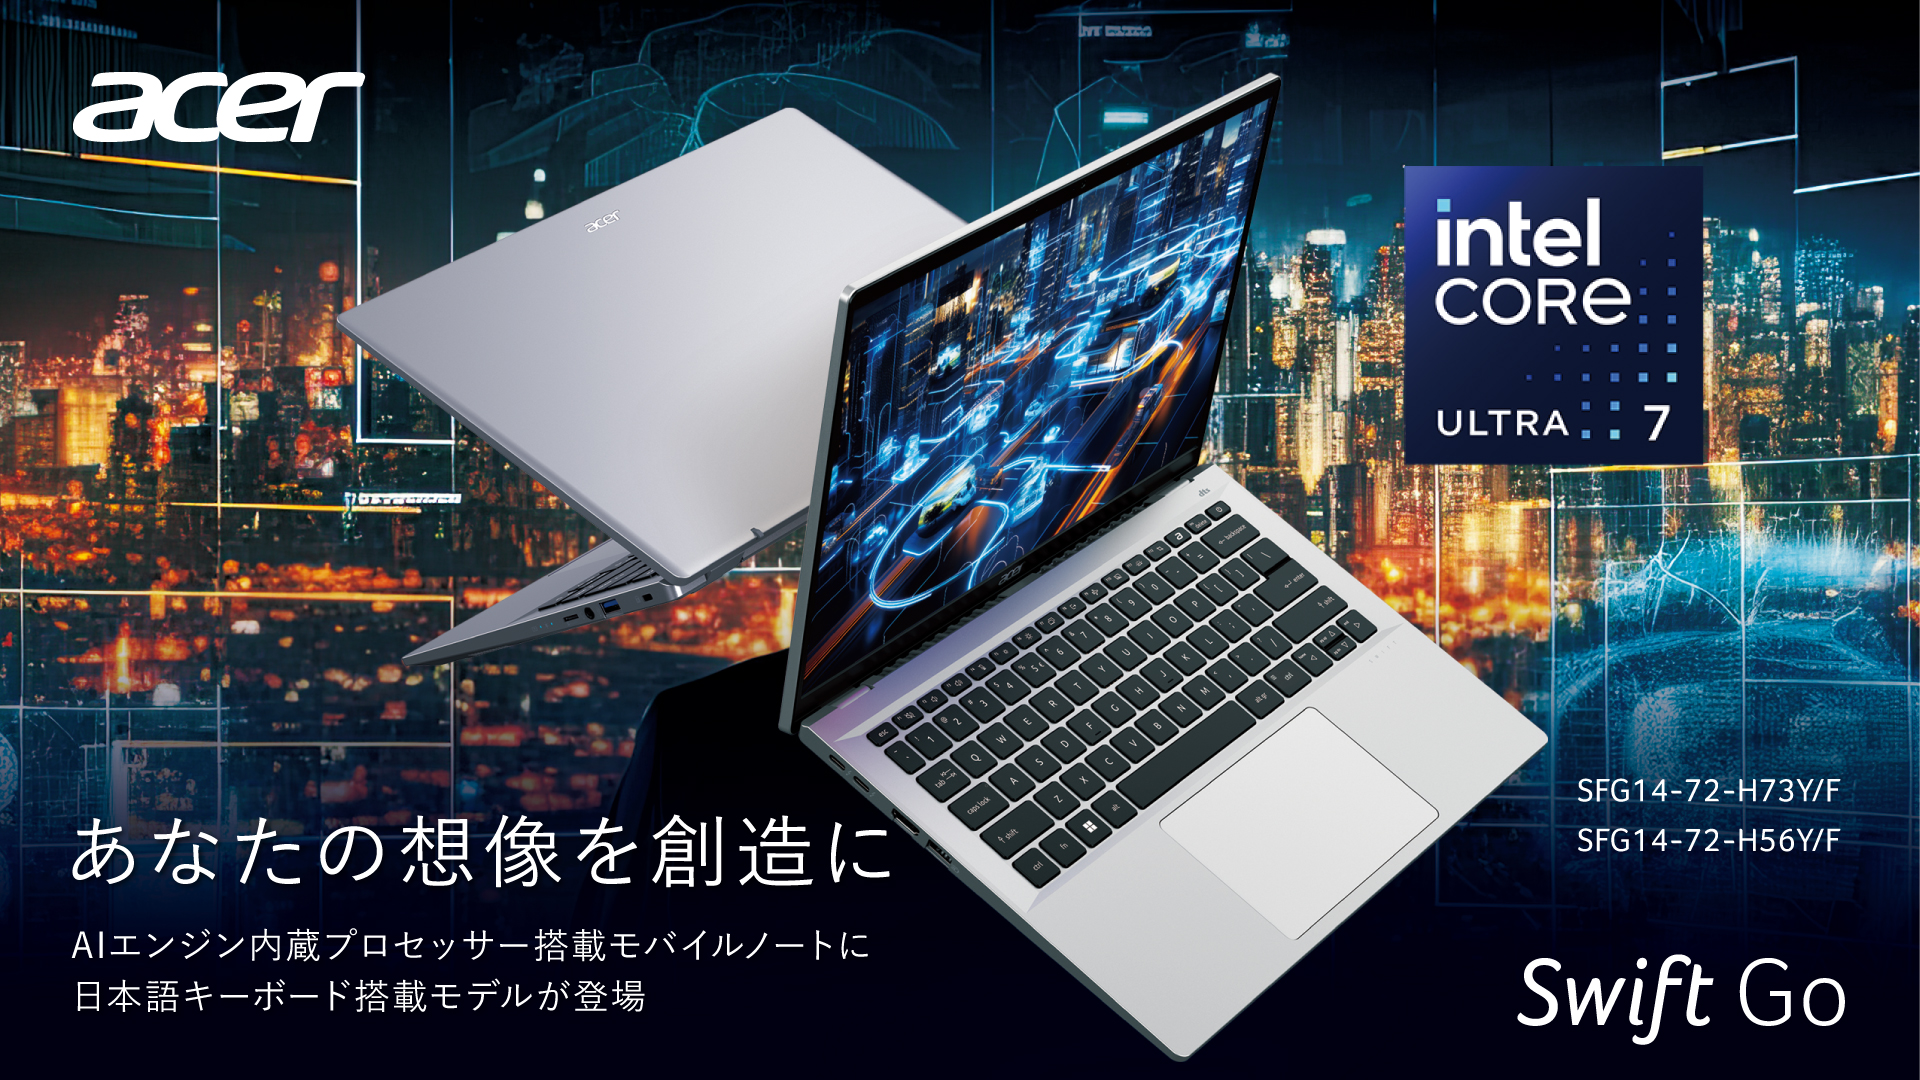 acer
acer
intel
CORe
ULTRA 7
dts
acer
SFG14-72-H73Y/F
SFG14-72-H56Y/F
あなたの想像を創造に
AIエンジン内蔵プロセッサー搭載モバイルノートに
日本語キーボード搭載モデルが登場
Swift Go